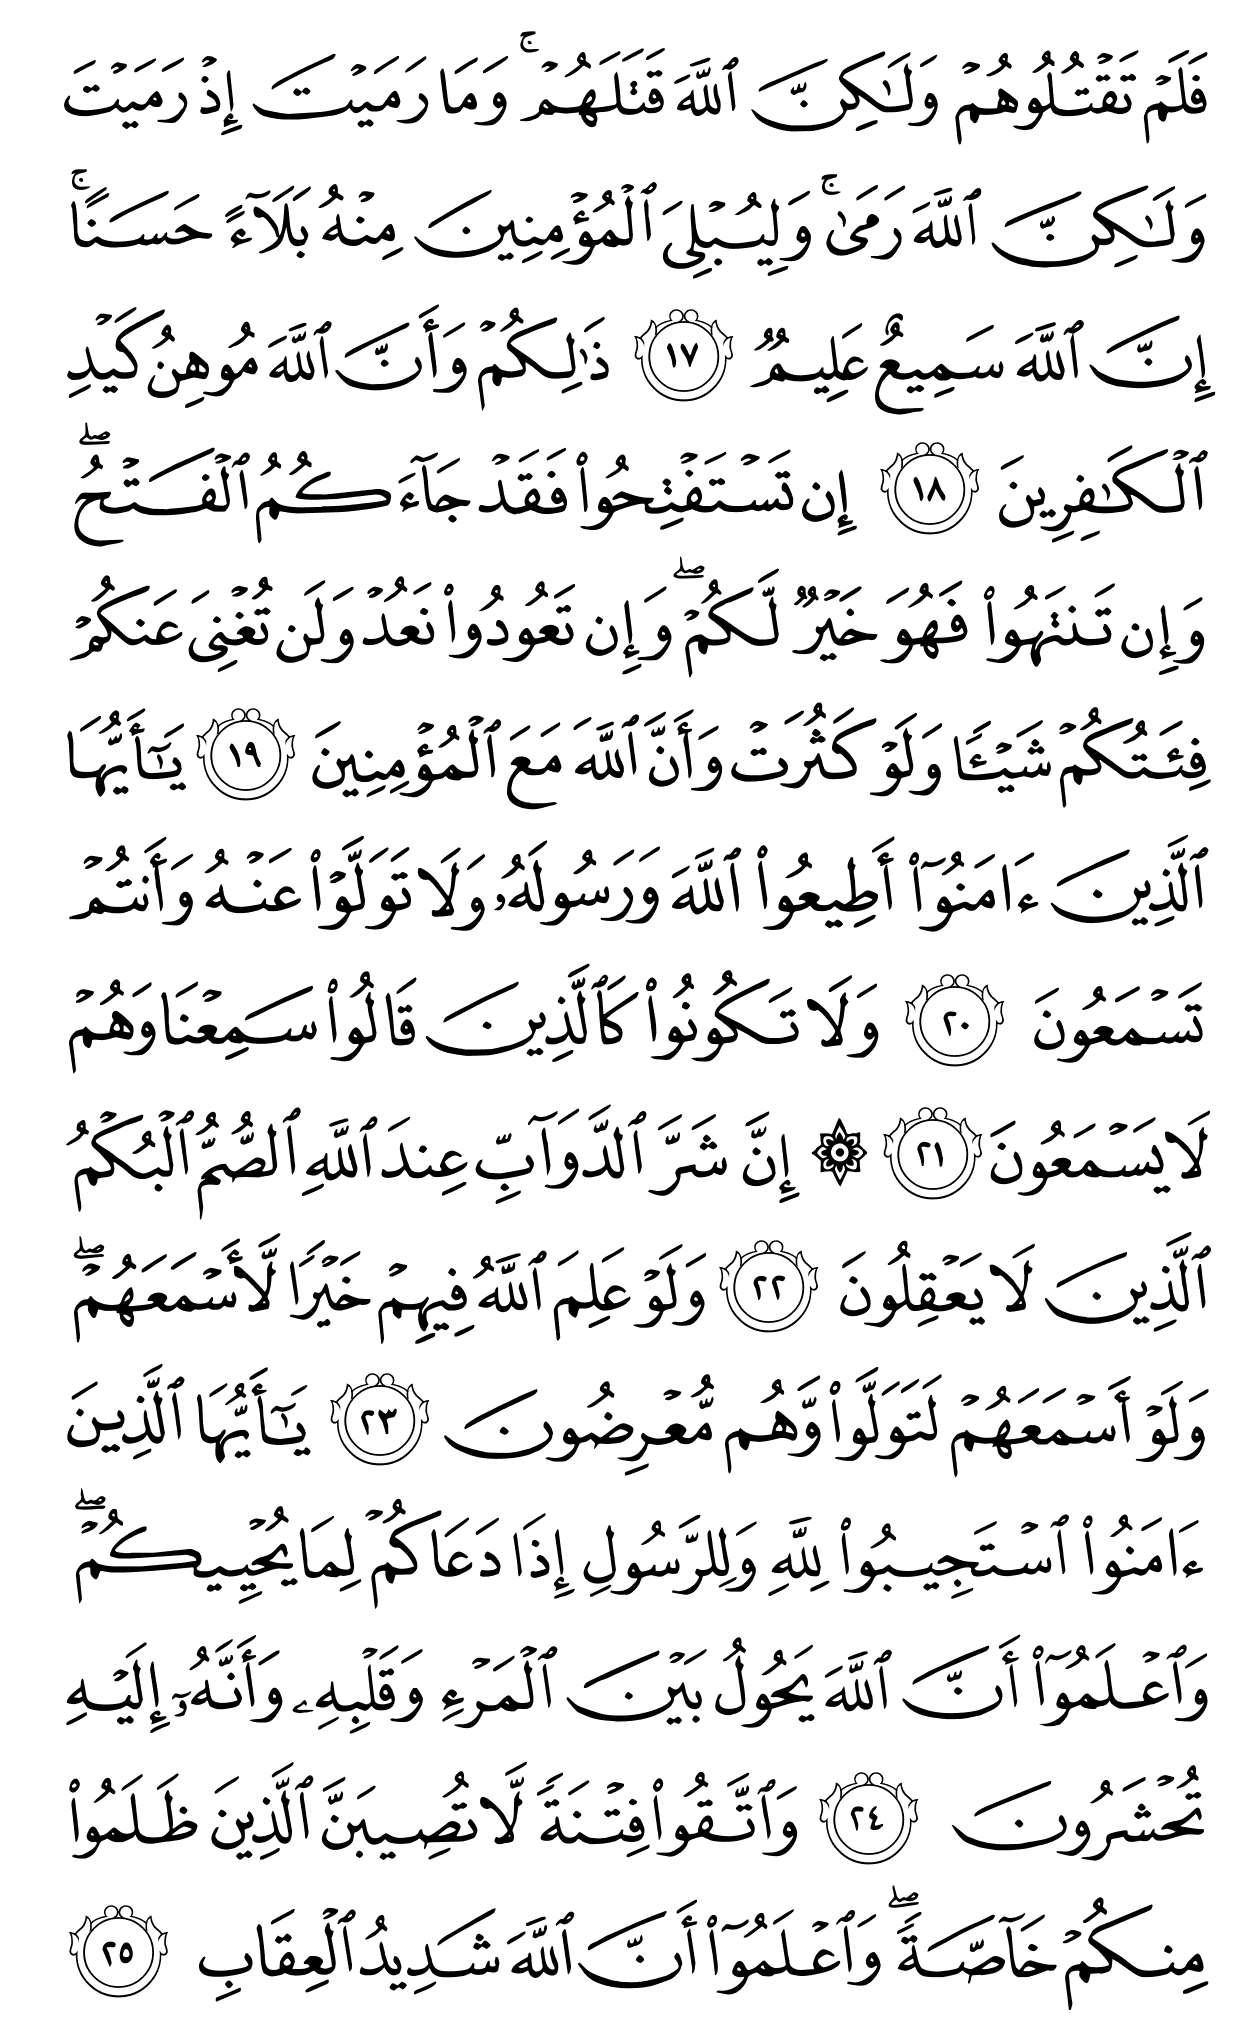 فَلَمْ تَقْتُلُوهُمْ وَلَـٰكِنَّ ٱللَّهَ قَتَلَهُمْ ۚ وَمَا رَمَيْتَ إِذْ رَمَيْتَ
وَلَـٰكِنَّ ٱللَّهَ رَمَىٰ ۚ وَلِيُبْلِىَ ٱلْمُؤْمِنِينَ مِنْهُ بَلَآءً حَسَنًا ۚ
إِنَّ ٱللَّهَ سَمِيعٌ عَلِيمٌ ١٧ ذَٰلِكُمْ وَأَنَّ ٱللَّهَ مُوهِنُ كَيْدِ
ٱلْكَـٰفِرِينَ ١٨ إِن تَسْتَفْتِحُوا۟ فَقَدْ جَآءَكُمُ ٱلْفَتْحُ ۖ
وَإِن تَنتَهُوا۟ فَهُوَ خَيْرٌ لَّكُمْ ۖ وَإِن تَعُودُوا۟ نَعُدْ وَلَن تُغْنِىَ عَنكُمْ
فِئَتُكُمْ شَيْـًٔا وَلَوْ كَثُرَتْ وَأَنَّ ٱللَّهَ مَعَ ٱلْمُؤْمِنِينَ ١٩ يَـٰٓأَيُّهَا
ٱلَّذِينَ ءَامَنُوٓا۟ أَطِيعُوا۟ ٱللَّهَ وَرَسُولَهُۥ وَلَا تَوَلَّوْا۟ عَنْهُ وَأَنتُمْ
تَسْمَعُونَ ٢٠ وَلَا تَكُونُوا۟ كَٱلَّذِينَ قَالُوا۟ سَمِعْنَا وَهُمْ
لَا يَسْمَعُونَ ٢١ ۞ إِنَّ شَرَّ ٱلدَّوَآبِّ عِندَ ٱللَّهِ ٱلصُّمُّ ٱلْبُكْمُ
ٱلَّذِينَ لَا يَعْقِلُونَ ٢٢ وَلَوْ عَلِمَ ٱللَّهُ فِيهِمْ خَيْرًا لَّأَسْمَعَهُمْ ۖ
وَلَوْ أَسْمَعَهُمْ لَتَوَلَّوا۟ وَّهُم مُّعْرِضُونَ ٢٣ يَـٰٓأَيُّهَا ٱلَّذِينَ
ءَامَنُوا۟ ٱسْتَجِيبُوا۟ لِلَّهِ وَلِلرَّسُولِ إِذَا دَعَاكُمْ لِمَا يُحْيِيكُمْ ۖ
وَٱعْلَمُوٓا۟ أَنَّ ٱللَّهَ يَحُولُ بَيْنَ ٱلْمَرْءِ وَقَلْبِهِۦ وَأَنَّهُۥٓ إِلَيْهِ
تُحْشَرُونَ ٢٤ وَٱتَّقُوا۟ فِتْنَةً لَّا تُصِيبَنَّ ٱلَّذِينَ ظَلَمُوا۟
مِنكُمْ خَآصَّةً ۖ وَٱعْلَمُوٓا۟ أَنَّ ٱللَّهَ شَدِيدُ ٱلْعِقَابِ ٢٥